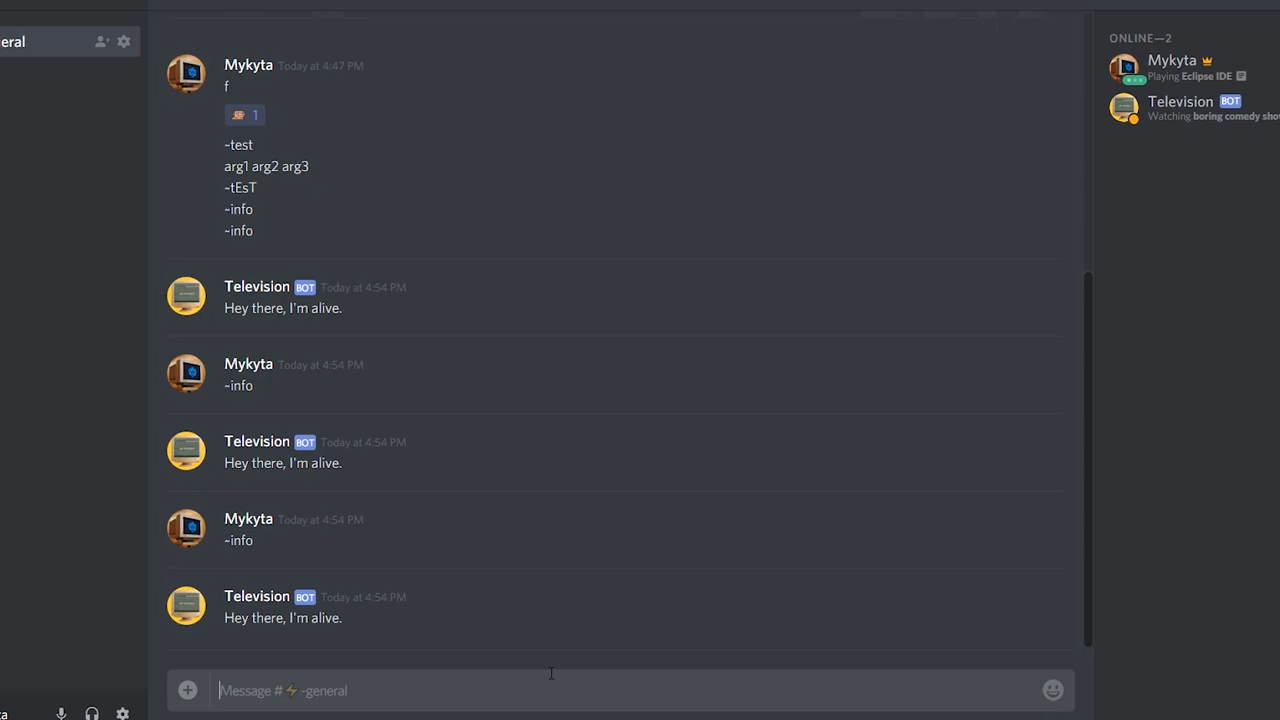 eral
ONLINE—2
Mykyta
Playing Eclipse IDE
Television BOT
Watching boring comedy sho
Mykyta Today at 4:47 PM
f
1
~test
arg1 arg2 arg3
~tEsT
~info
~info
Television BOT Today at 4:54 PM
Hey there, I'm alive.
Mykyta Today at 4:54 PM
~info
Television BOT Today at 4:54 PM
Hey there, I'm alive.
Mykyta Today at 4:54 PM
~info
Television BOT Today at 4:54 PM
Hey there, I'm alive.
Message #⚡-general
ta